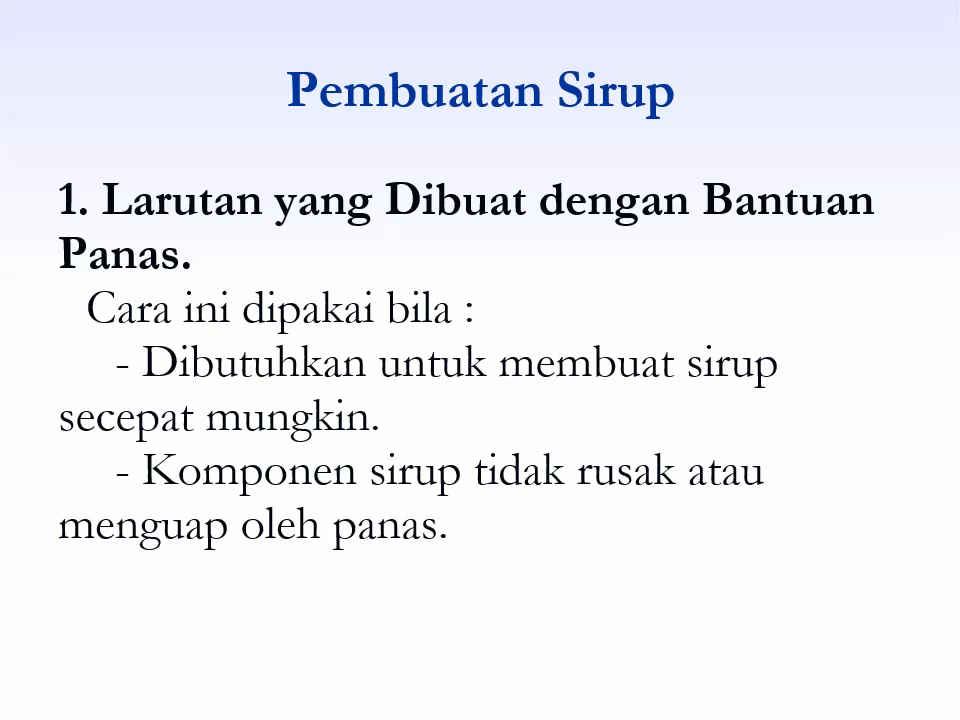 Pembuatan Sirup
1. Larutan yang Dibuat dengan Bantuan
Panas.
Cara ini dipakai bila :
- Dibutuhkan untuk membuat sirup
secepat mungkin.
- Komponen sirup tidak rusak atau
menguap oleh panas.